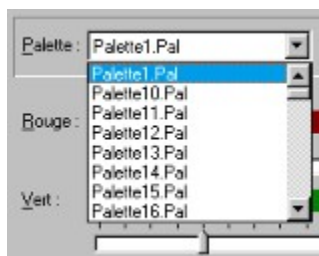 Palette : Palette1.Pal
Palette1.Pal
Palette10.Pal
Rouge : Palette11.Pal
Palette12.Pal
Palette13.Pal
Palette14.Pal
Vert : Palette15.Pal
Palette16.Pal